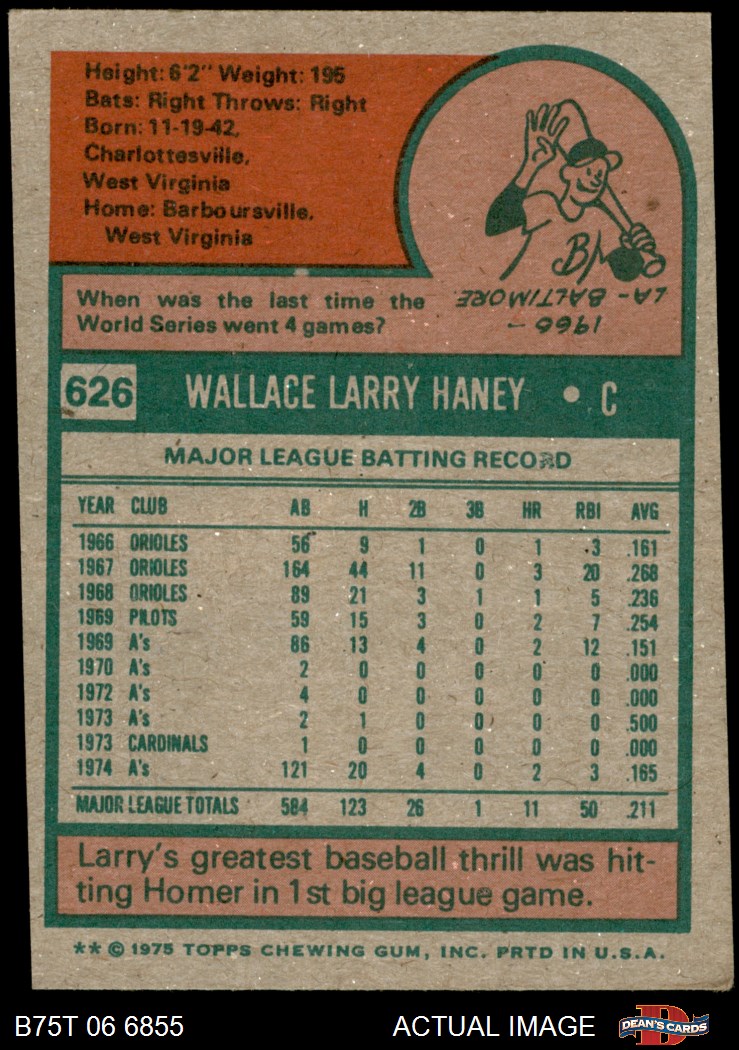 Height: 6'2" Weight: 195
Bats: Right Throws: Right
Born: 11-19-42,
Charlottesville,
West Virginia
Home: Barboursville,
West Virginia
B
When was the last time the
World Series went 4 games?
1966 -
LA - BALTIMORE.
626 WALLACE LARRY HANEY • C
MAJOR LEAGUE BATTING RECORD
YEAR CLUB AB H 2B 3B HR RBI AVG
1966 ORIOLES 56 9 1 0 1 3 .161
1967 ORIOLES 164 44 11 0 3 20 .268
1968 ORIOLES 89 21 3 1 1 5 .236
1969 PILOTS 59 15 3 0 2 7 .254
1969 A's 86 13 4 0 2 12 .151
1970 A's 2 0 0 0 0 0 .000
1972 A's 4 0 0 0 0 0 .000
1973 A's 2 1 0 0 0 0 .500
1973 CARDINALS 1 0 0 0 0 0 .000
1974 A's 121 20 4 0 2 3 .165
MAJOR LEAGUE TOTALS 584 123 26 1 11 50 .211
Larry's greatest baseball thrill was hit-
ting Homer in 1st big league game.
** © 1975 TOPPS CHEWING GUM, INC. PRTD IN U.S.A.
B75T 06 6855 ACTUAL IMAGE
D
DEAN'S CARDS